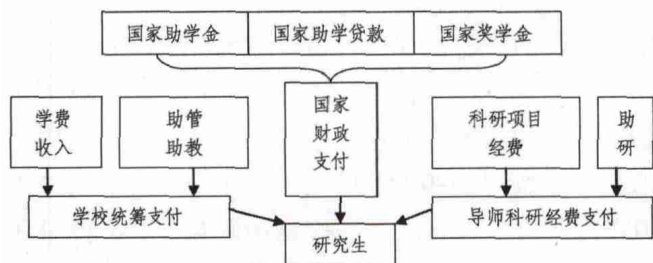 国家助学金 国家助学贷款 国家奖学金
学费
收入
助管
助教
国家
财政
支付
科研项目
经费
助
研
学校统筹支付
导师科研经费支付
研究生